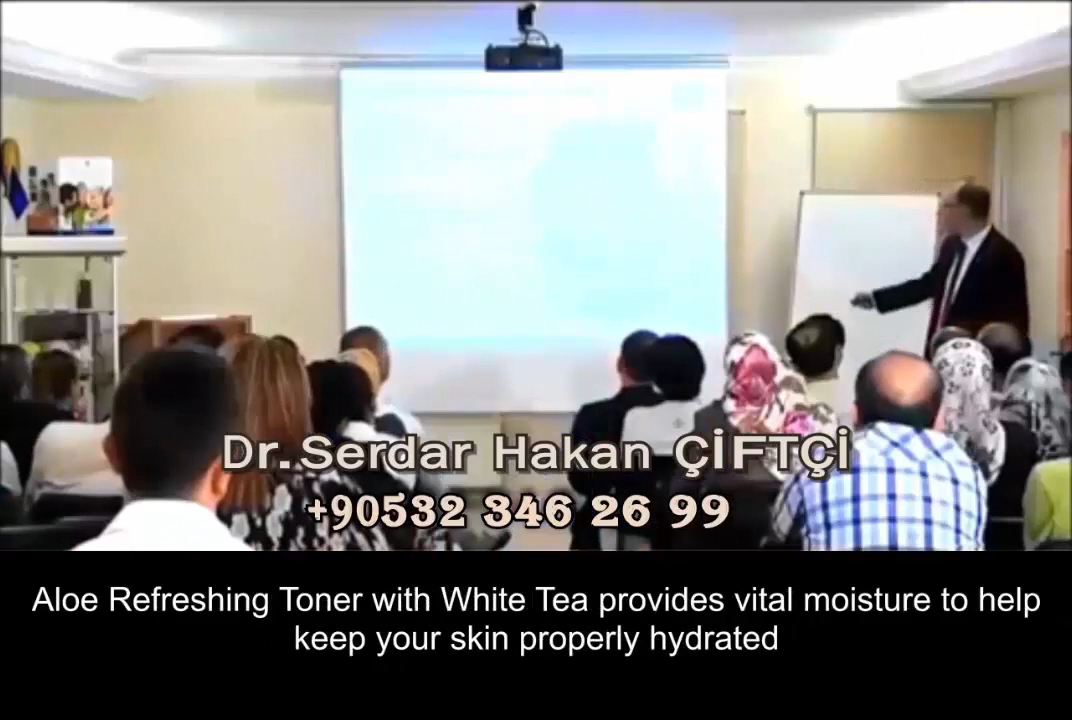 Dr. Serdar Hakan ÇİFTÇİ
+90532 346 26 99
Aloe Refreshing Toner with White Tea provides vital moisture to help
keep your skin properly hydrated